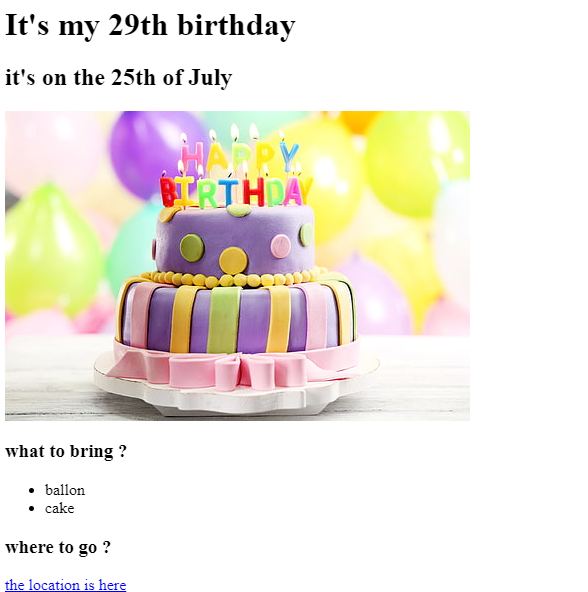 It's my 29th birthday
it's on the 25th of July
HAPPY
BIRTHDAY
what to bring ?
ballon
cake
where to go ?
the location is here